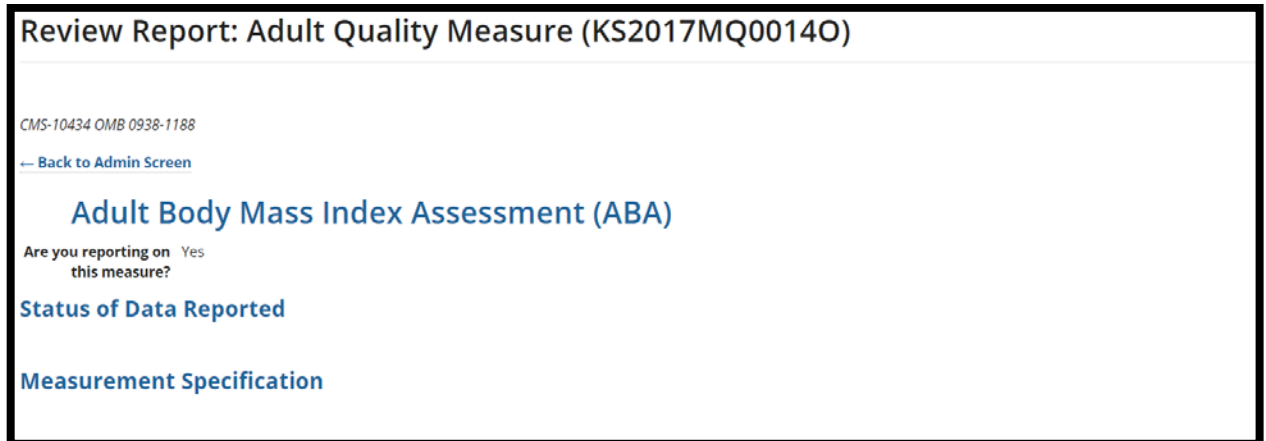 Review Report: Adult Quality Measure (KS2017MQ0014O)
CMS-10434 OMB 0938-1188
← Back to Admin Screen
Adult Body Mass Index Assessment (ABA)
Are you reporting on Yes
this measure?
Status of Data Reported
Measurement Specification